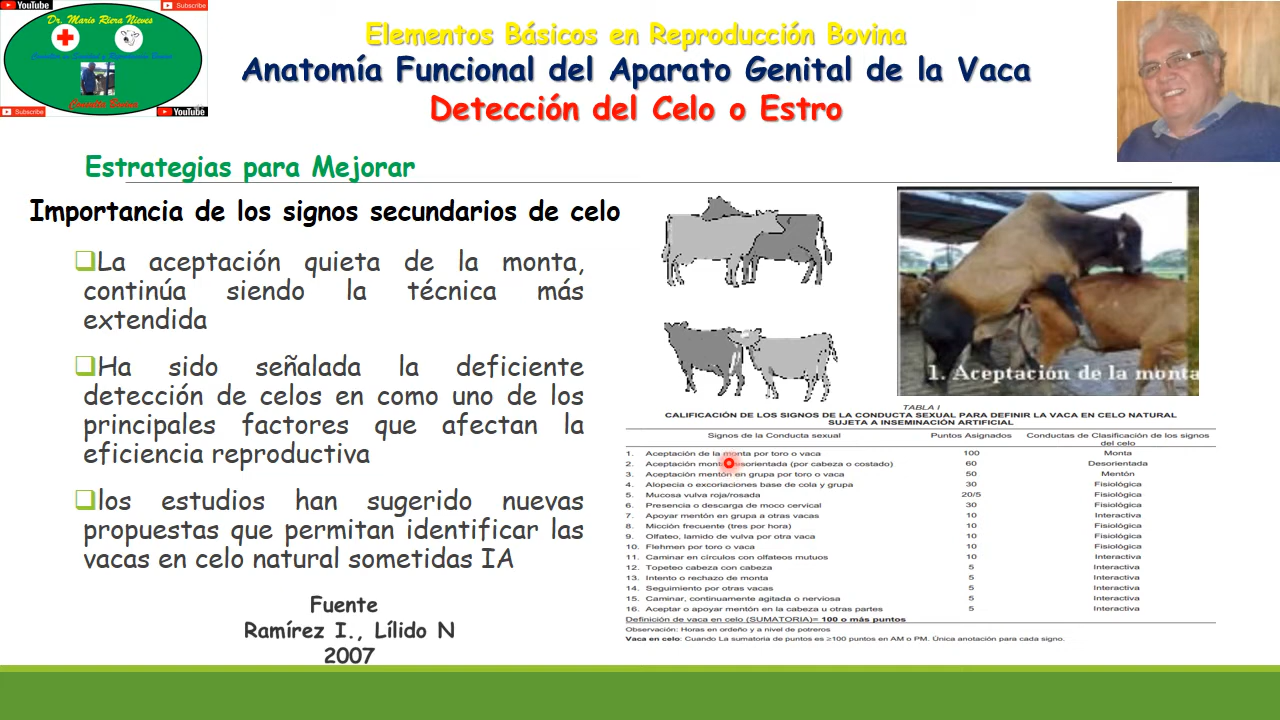 YouTube
Subscribe
Dr. Mario Riera Nieves
Consulta Bovina
Subscribe
YouTube
Elementos Básicos en Reproducción Bovina
Anatomía Funcional del Aparato Genital de la Vaca
Detección del Celo o Estro
Estrategias para Mejorar
Importancia de los signos secundarios de celo
La aceptación quieta de la monta,
continúa siendo la técnica más
extendida
Ha sido señalada la deficiente
detección de celos en como uno de los
principales factores que afectan la
eficiencia reproductiva
los estudios han sugerido nuevas
propuestas que permitan identificar las
vacas en celo natural sometidas IA
Fuente
Ramírez I., Lílido N
2007
1. Aceptación de la monta
TABLA I
CALIFICACIÓN DE LOS SIGNOS DE LA CONDUCTA SEXUAL PARA DEFINIR LA VACA EN CELO NATURAL
SUJETA A INSEMINACIÓN ARTIFICIAL
Signos de la Conducta sexual Puntos Asignados Conductas de Clasificación de los signos
del celo
1. Aceptación de la monta por toro o vaca 100 Monta
2. Aceptación monta desorientada (por cabeza o costado) 60 Desorientada
3. Aceptación mentón en grupa por toro o vaca 50 Mentón
4. Alopecia o excoriaciones base de cola y grupa 30 Fisiológica
5. Mucosa vulva roja/rosada 20/5 Fisiológica
6. Presencia o descarga de moco cervical 30 Fisiológica
7. Apoyar mentón en grupa a otras vacas 10 Interactiva
8. Micción frecuente (tres por hora) 10 Fisiológica
9. Olfateo, lamido de vulva por otra vaca 10 Fisiológica
10. Flehmen por toro o vaca 10 Fisiológica
11. Caminar en círculos con olfateos mutuos 10 Interactiva
12. Topeteo cabeza con cabeza 5 Interactiva
13. Intento o rechazo de monta 5 Interactiva
14. Seguimiento por otras vacas 5 Interactiva
15. Caminar, continuamente agitada o nerviosa 5 Interactiva
16. Aceptar o apoyar mentón en la cabeza u otras partes 5 Interactiva
Definición de vaca en celo (SUMATORIA)= 100 o más puntos
Observación: Horas en ordeño y a nivel de potreros
Vaca en celo: Cuando La sumatoria de puntos es ≥100 puntos en AM o PM. Única anotación para cada signo.